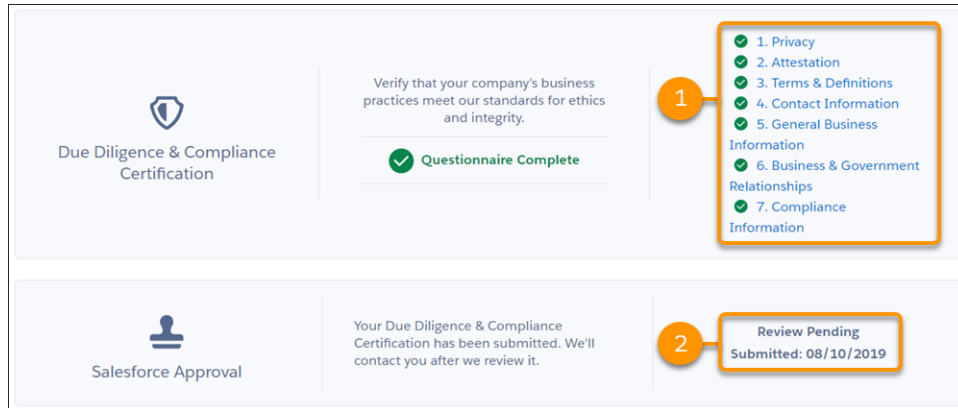 Due Diligence & Compliance
Certification
Verify that your company's business
practices meet our standards for ethics
and integrity.
Questionnaire Complete
1
1. Privacy
2. Attestation
3. Terms & Definitions
4. Contact Information
5. General Business
Information
6. Business & Government
Relationships
7. Compliance
Information
Salesforce Approval
Your Due Diligence & Compliance
Certification has been submitted. We'll
contact you after we review it.
2
Review Pending
Submitted: 08/10/2019